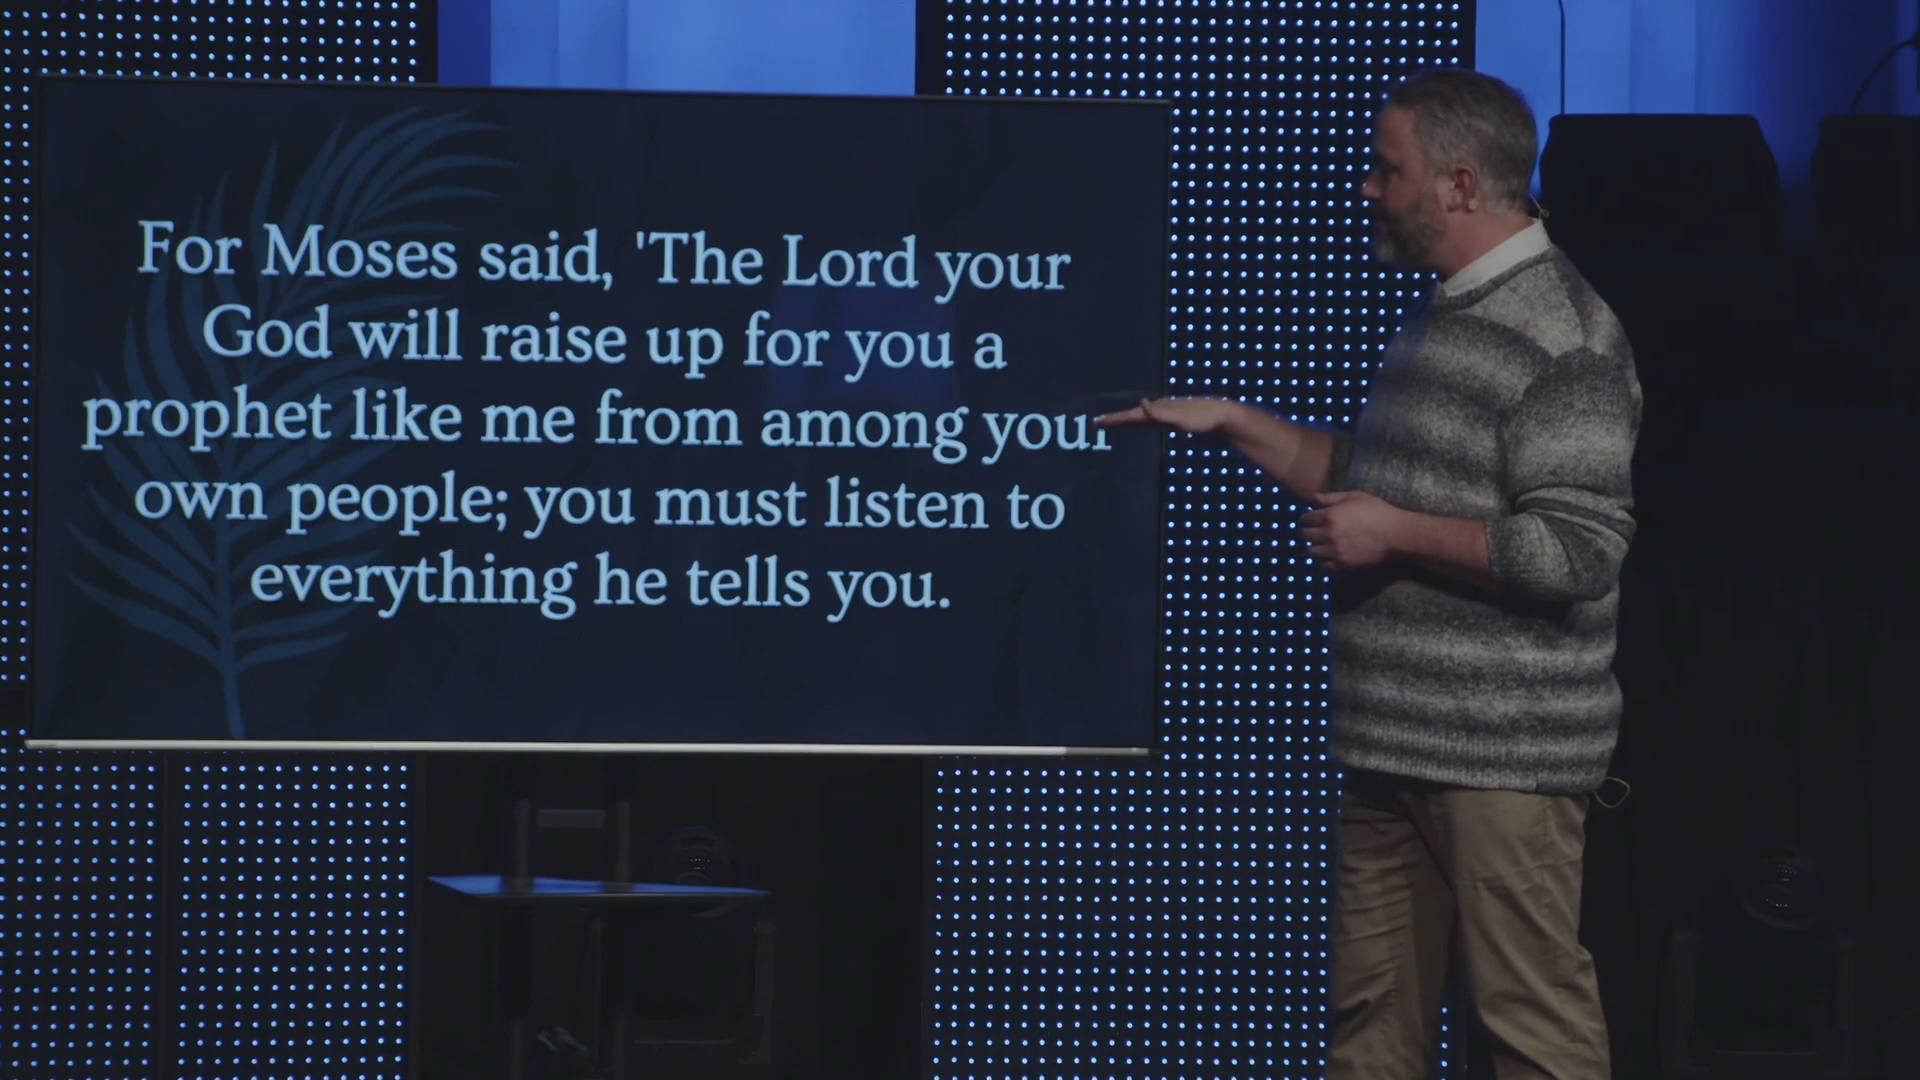 For Moses said, 'The Lord your
God will raise up for you a
prophet like me from among your
own people; you must listen to
everything he tells you.